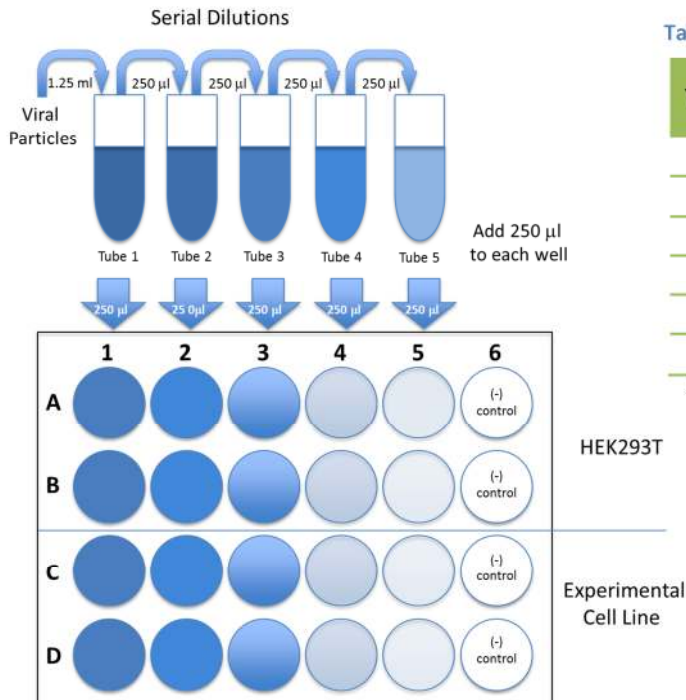 Serial Dilutions
Ta
1.25 ml 250 μl 250 μl 250 μl 250 μl
Viral
Particles
Tube 1 Tube 2 Tube 3 Tube 4 Tube 5
Add 250 μl
to each well
250 μl 25 0μl 250 μl 250 μl 250 μl
1 2 3 4 5 6
A
(-)
control
HEK293T
B
(-)
control
C
(-)
control
Experimental
Cell Line
D
(-)
control